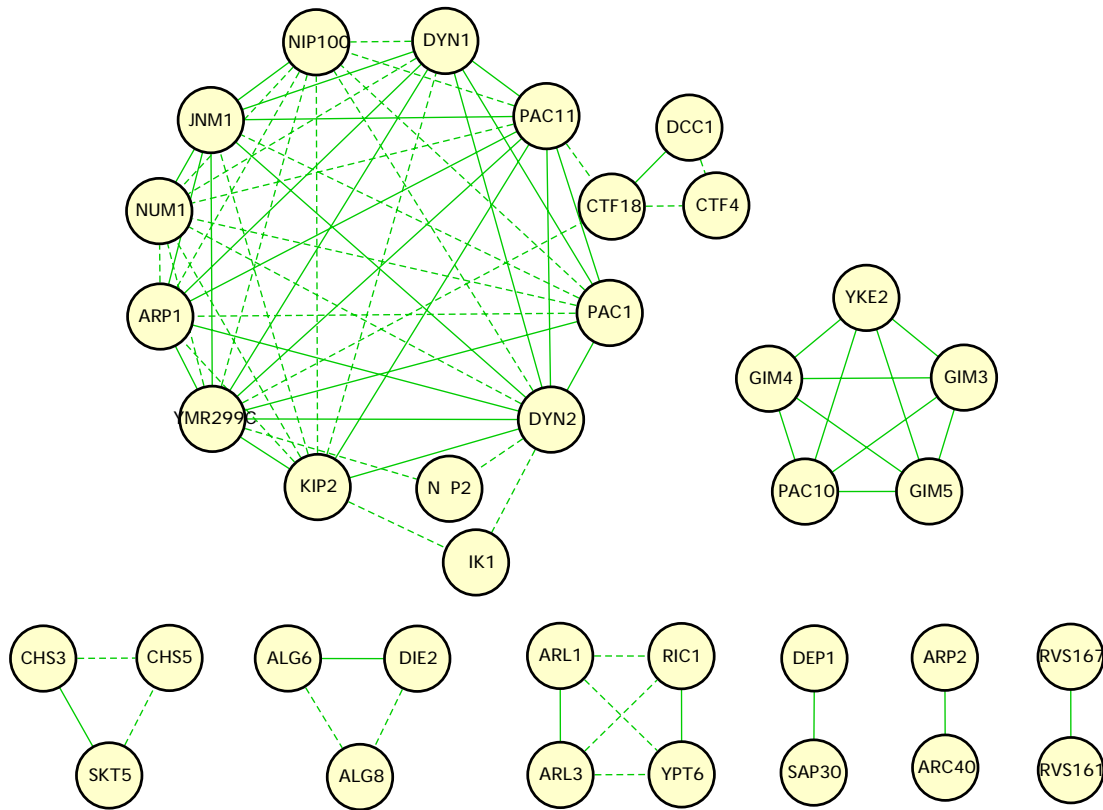 NIP100
DYN1
JNM1
PAC11
DCC1
NUM1
CTF18
CTF4
ARP1
PAC1
YKE2
GIM4
GIM3
YMR299C
DYN2
KIP2
N P2
PAC10
GIM5
IK1
CHS3
CHS5
ALG6
DIE2
ARL1
RIC1
DEP1
ARP2
RVS167
SKT5
ALG8
ARL3
YPT6
SAP30
ARC40
RVS161